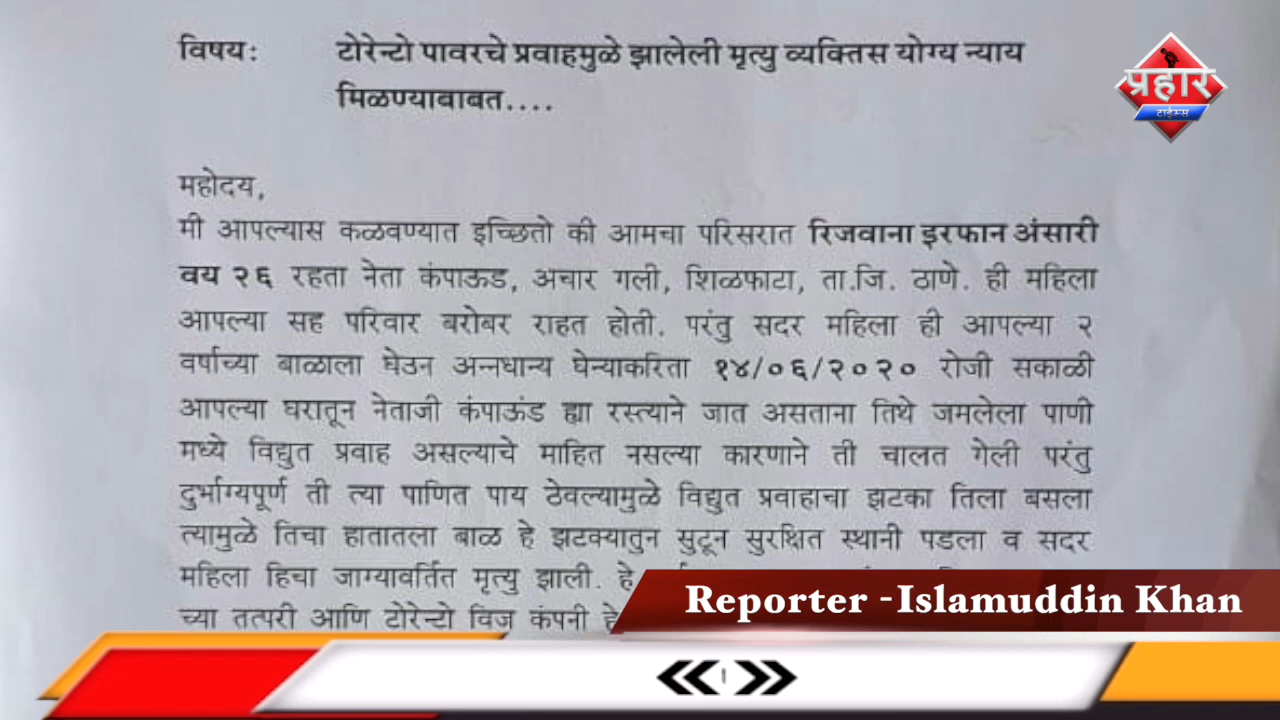 विषय: टोरेन्टो पावरचे प्रवाहमुळे झालेली मृत्यु व्यक्तिस योग्य न्याय
मिळण्याबाबत....
प्रहार
टाईम्स
महोदय,
मी आपल्यास कळवण्यात इच्छितो की आमचा परिसरात रिजवाना इरफान अंसारी
वय २६ रहता नेता कंपाऊड, अचार गली, शिळफाटा, ता.जि. ठाणे. ही महिला
आपल्या सह परिवार बरोबर राहत होती. परंतु सदर महिला ही आपल्या २
वर्षाच्या बाळाला घेउन अन्नधान्य घेन्याकरिता १४/०६/२०२० रोजी सकाळी
आपल्या घरातून नेताजी कंपाऊंड ह्या रस्त्याने जात असताना तिथे जमलेला पाणी
मध्ये विद्युत प्रवाह असल्याचे माहित नसल्या कारणाने ती चालत गेली परंतु
दुर्भाग्यपूर्ण ती त्या पाणित पाय ठेवल्यामुळे विद्युत प्रवाहाचा झटका तिला बसला
त्यामुळे तिचा हातातला बाळ हे झटक्यातुन सुटून सुरक्षित स्थानी पडला व सदर
महिला हिचा जाग्यावर्तित मृत्यु झाली. हे
च्या तत्परी आणि टोरेन्टो विज कंपनी हे
Reporter -Islamuddin Khan